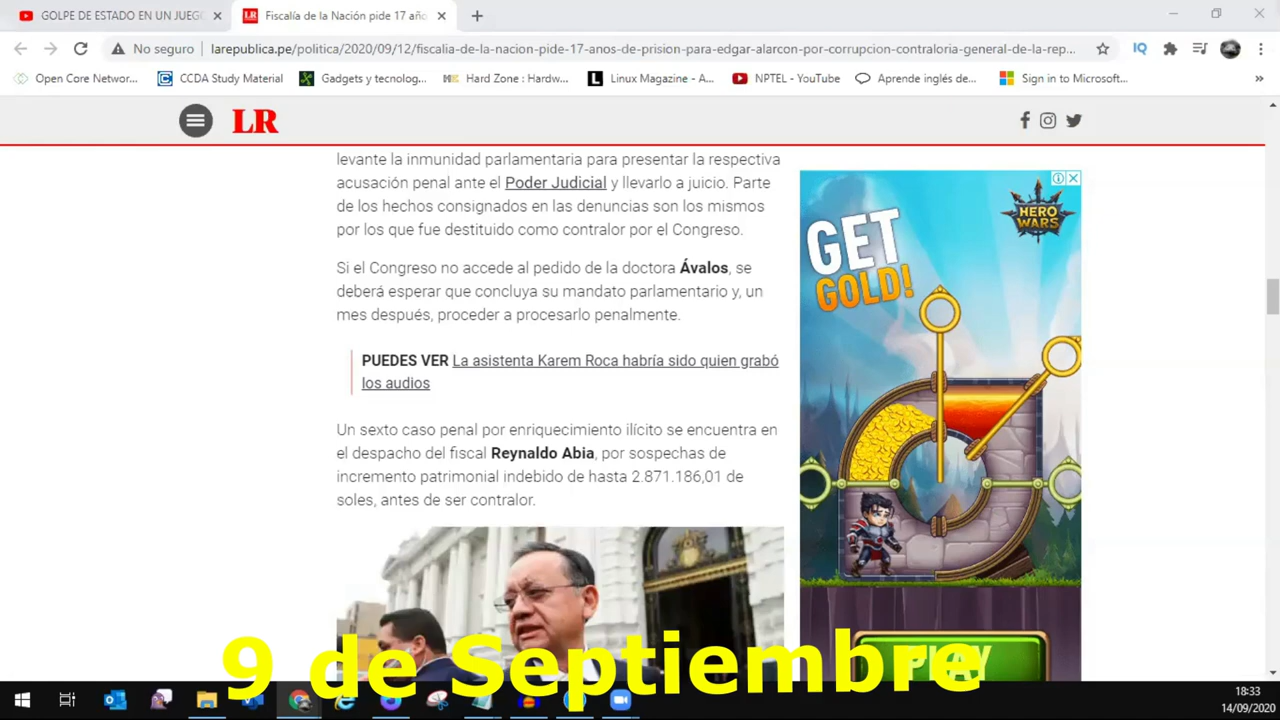 GOLPE DE ESTADO EN UN JUEG
LR Fiscalía de la Nación pide 17 año
No seguro
larepublica.pe/politica/2020/09/12/fiscalia-de-la-nacion-pide-17-anos-de-prision-para-edgar-alarcon-por-corrupcion-contraloria-general-de-la-rep...
IQ
Open Core Networ...
CCDA Study Material
Gadgets y tecnolog...
Hard Zone : Hardw...
Linux Magazine - A...
NPTEL - YouTube
Aprende inglés de...
Sign in to Microsoft...
LR
levante la inmunidad parlamentaria para presentar la respectiva
acusación penal ante el Poder Judicial y llevarlo a juicio. Parte
de los hechos consignados en las denuncias son los mismos
por los que fue destituido como contralor por el Congreso.
Si el Congreso no accede al pedido de la doctora Ávalos, se
deberá esperar que concluya su mandato parlamentario y, un
mes después, proceder a procesarlo penalmente.
PUEDES VER La asistenta Karem Roca habría sido quien grabó
los audios
Un sexto caso penal por enriquecimiento ilícito se encuentra en
el despacho del fiscal Reynaldo Abia, por sospechas de
incremento patrimonial indebido de hasta 2.871.186,01 de
soles, antes de ser contralor.
HERO
WARS
GET
GOLD!
PLAY
9 de Septiembre
18:33
14/09/2020